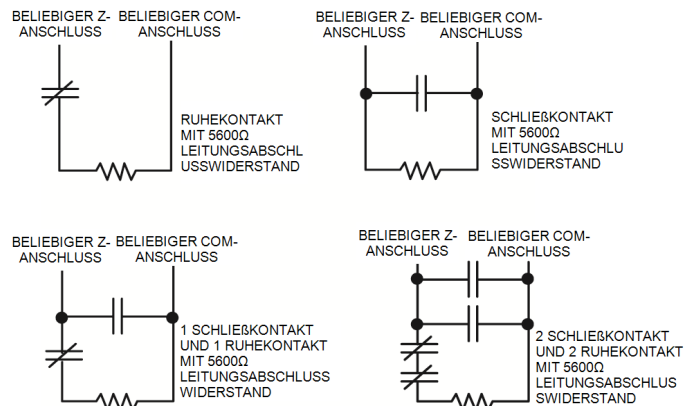 BELIEBIGER Z-
ANSCHLUSS
BELIEBIGER COM-
ANSCHLUSS
RUHEKONTAKT
MIT 5600Ω
LEITUNGSABSCHL
USSWIDERSTAND
BELIEBIGER Z-
ANSCHLUSS
BELIEBIGER COM-
ANSCHLUSS
SCHLIEßKONTAKT
MIT 5600Ω
LEITUNGSABSCHLU
SSWIDERSTAND
BELIEBIGER Z-
ANSCHLUSS
BELIEBIGER COM-
ANSCHLUSS
1 SCHLIEßKONTAKT
UND 1 RUHEKONTAKT
MIT 5600Ω
LEITUNGSABSCHLUSS
WIDERSTAND
BELIEBIGER Z-
ANSCHLUSS
BELIEBIGER COM-
ANSCHLUSS
2 SCHLIEßKONTAKT
UND 2 RUHEKONTAKT
MIT 5600Ω
LEITUNGSABSCHLUS
SWIDERSTAND